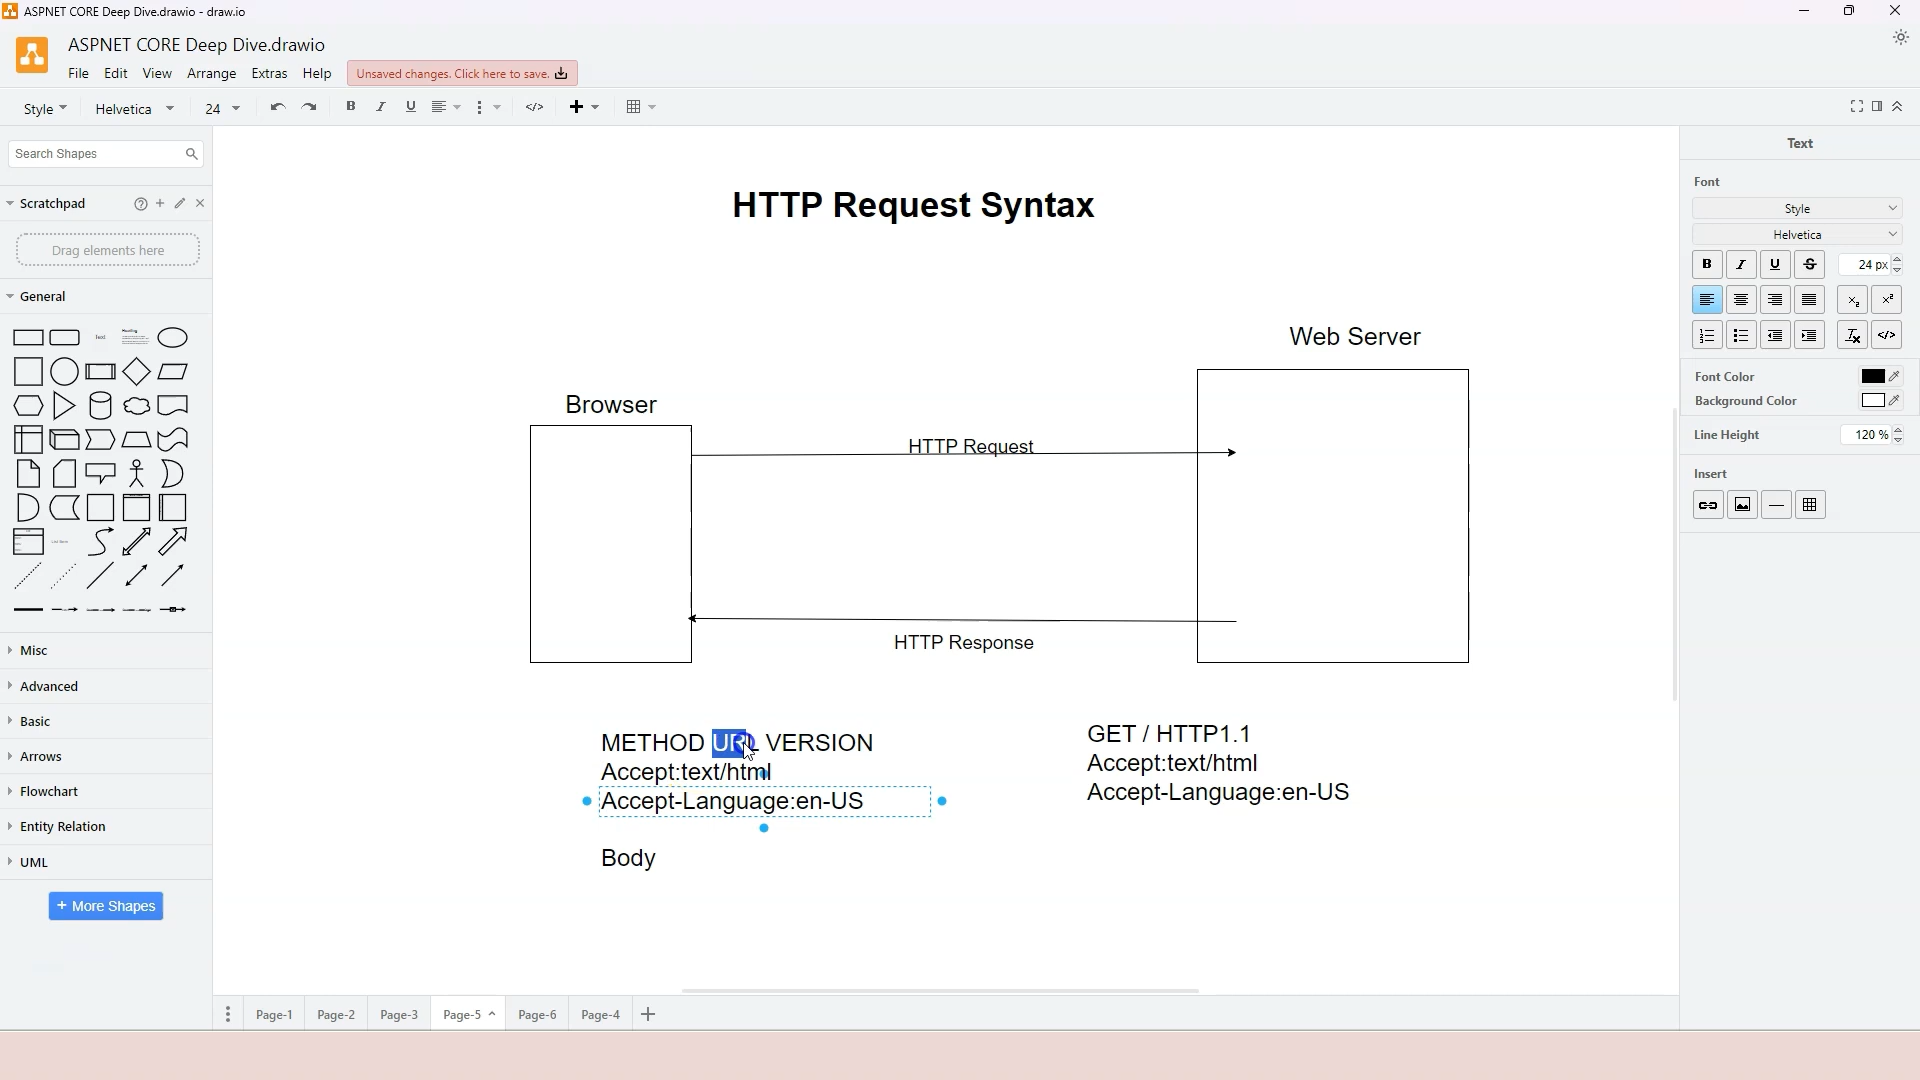 ASPNET CORE Deep Dive.drawio - draw.io
ASPNET CORE Deep Dive.drawio
File Edit View Arrange Extras Help Unsaved changes. Click here to save.
Style Helvetica 24 B I U
Search Shapes
Scratchpad
Drag elements here
General
Text
Heading
List Item
Misc
Advanced
Basic
Arrows
Flowchart
Entity Relation
UML
+ More Shapes
HTTP Request Syntax
Web Server
Browser
HTTP Request
HTTP Response
METHOD URL VERSION
Accept:text/html
Accept-Language:en-US
Body
GET / HTTP1.1
Accept:text/html
Accept-Language:en-US
Page-1 Page-2 Page-3 Page-5 Page-6 Page-4
Text
Font
Style
Helvetica
B I U S 24 px
Font Color
Background Color
Line Height 120 %
Insert